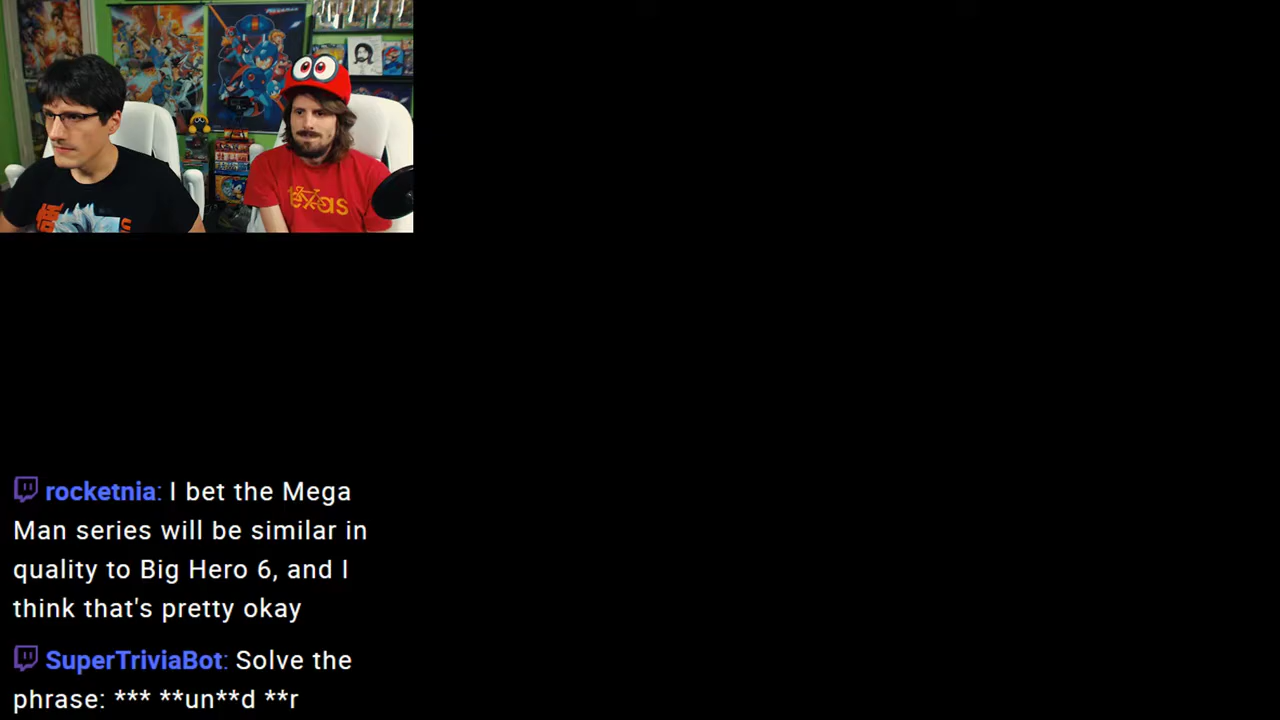 texas
rocketnia: I bet the Mega
Man series will be similar in
quality to Big Hero 6, and I
think that's pretty okay
SuperTriviaBot: Solve the
phrase: *** **un**d **r